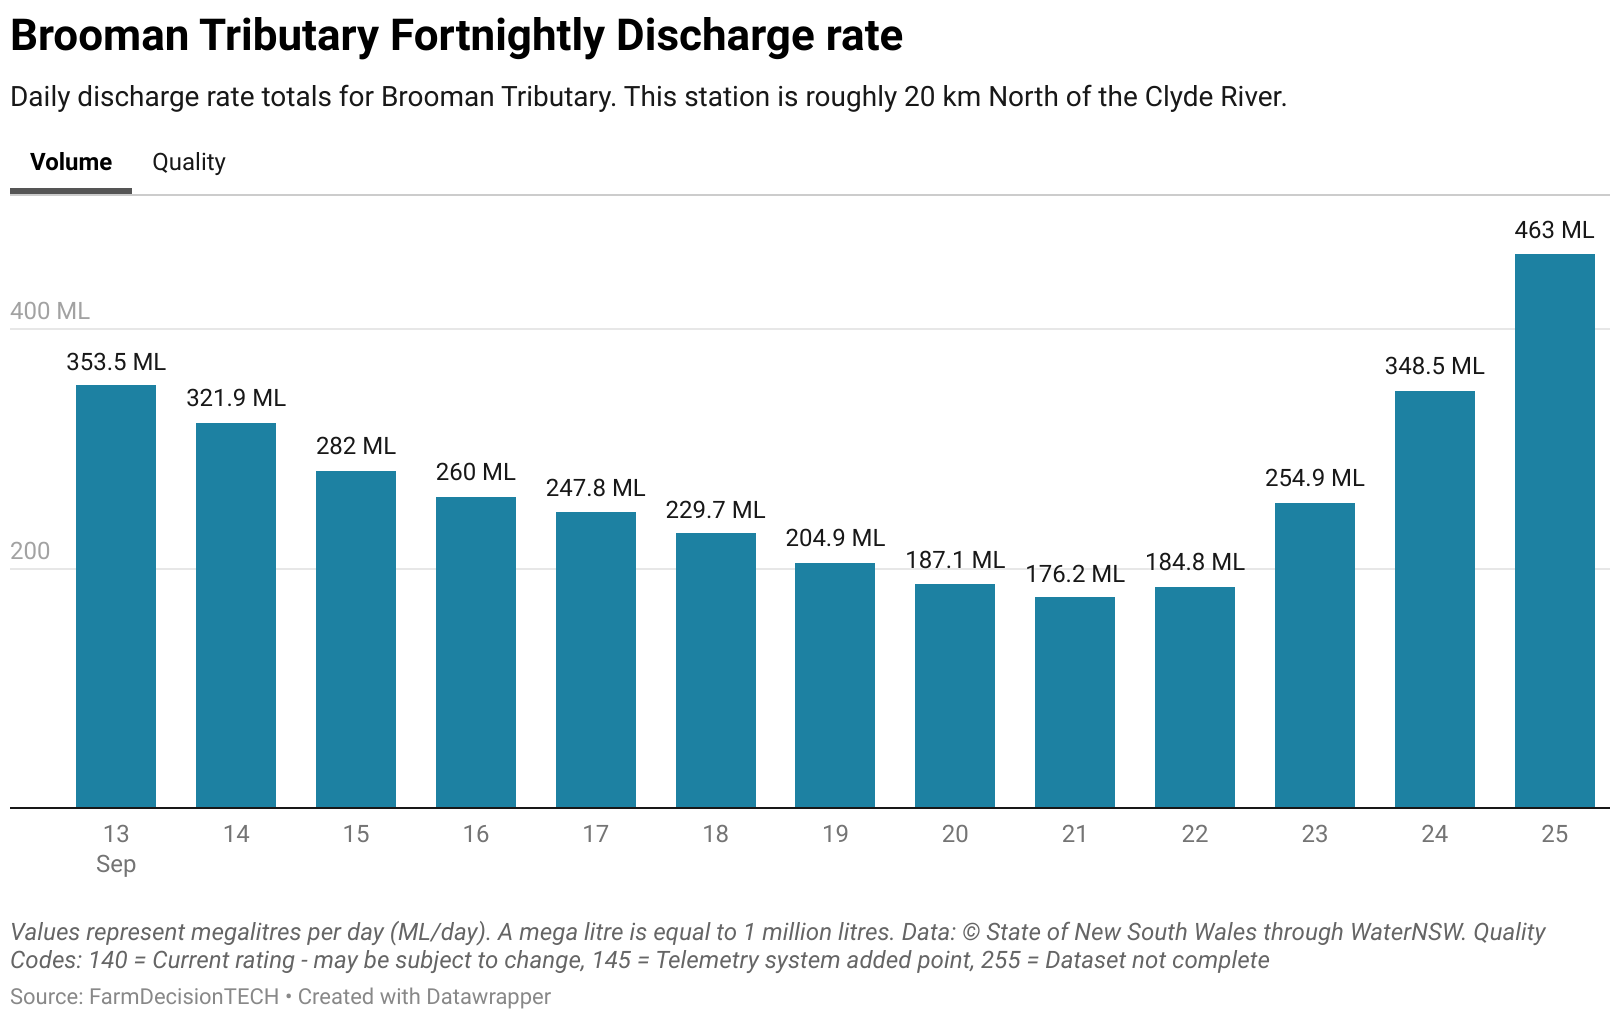 Brooman Tributary Fortnightly Discharge rate
Daily discharge rate totals for Brooman Tributary. This station is roughly 20 km North of the Clyde River.
Volume Quality
463 ML
400 ML
353.5 ML
348.5 ML
321.9 ML
282 ML
260 ML
254.9 ML
247.8 ML
229.7 ML
204.9 ML
200
187.1 ML
184.8 ML
176.2 ML
13 14 15 16 17 18 19 20 21 22 23 24 25
Sep
Values represent megalitres per day (ML/day). A mega litre is equal to 1 million litres. Data: © State of New South Wales through WaterNSW. Quality
Codes: 140 = Current rating - may be subject to change, 145 = Telemetry system added point, 255 = Dataset not complete
Source: FarmDecisionTECH • Created with Datawrapper